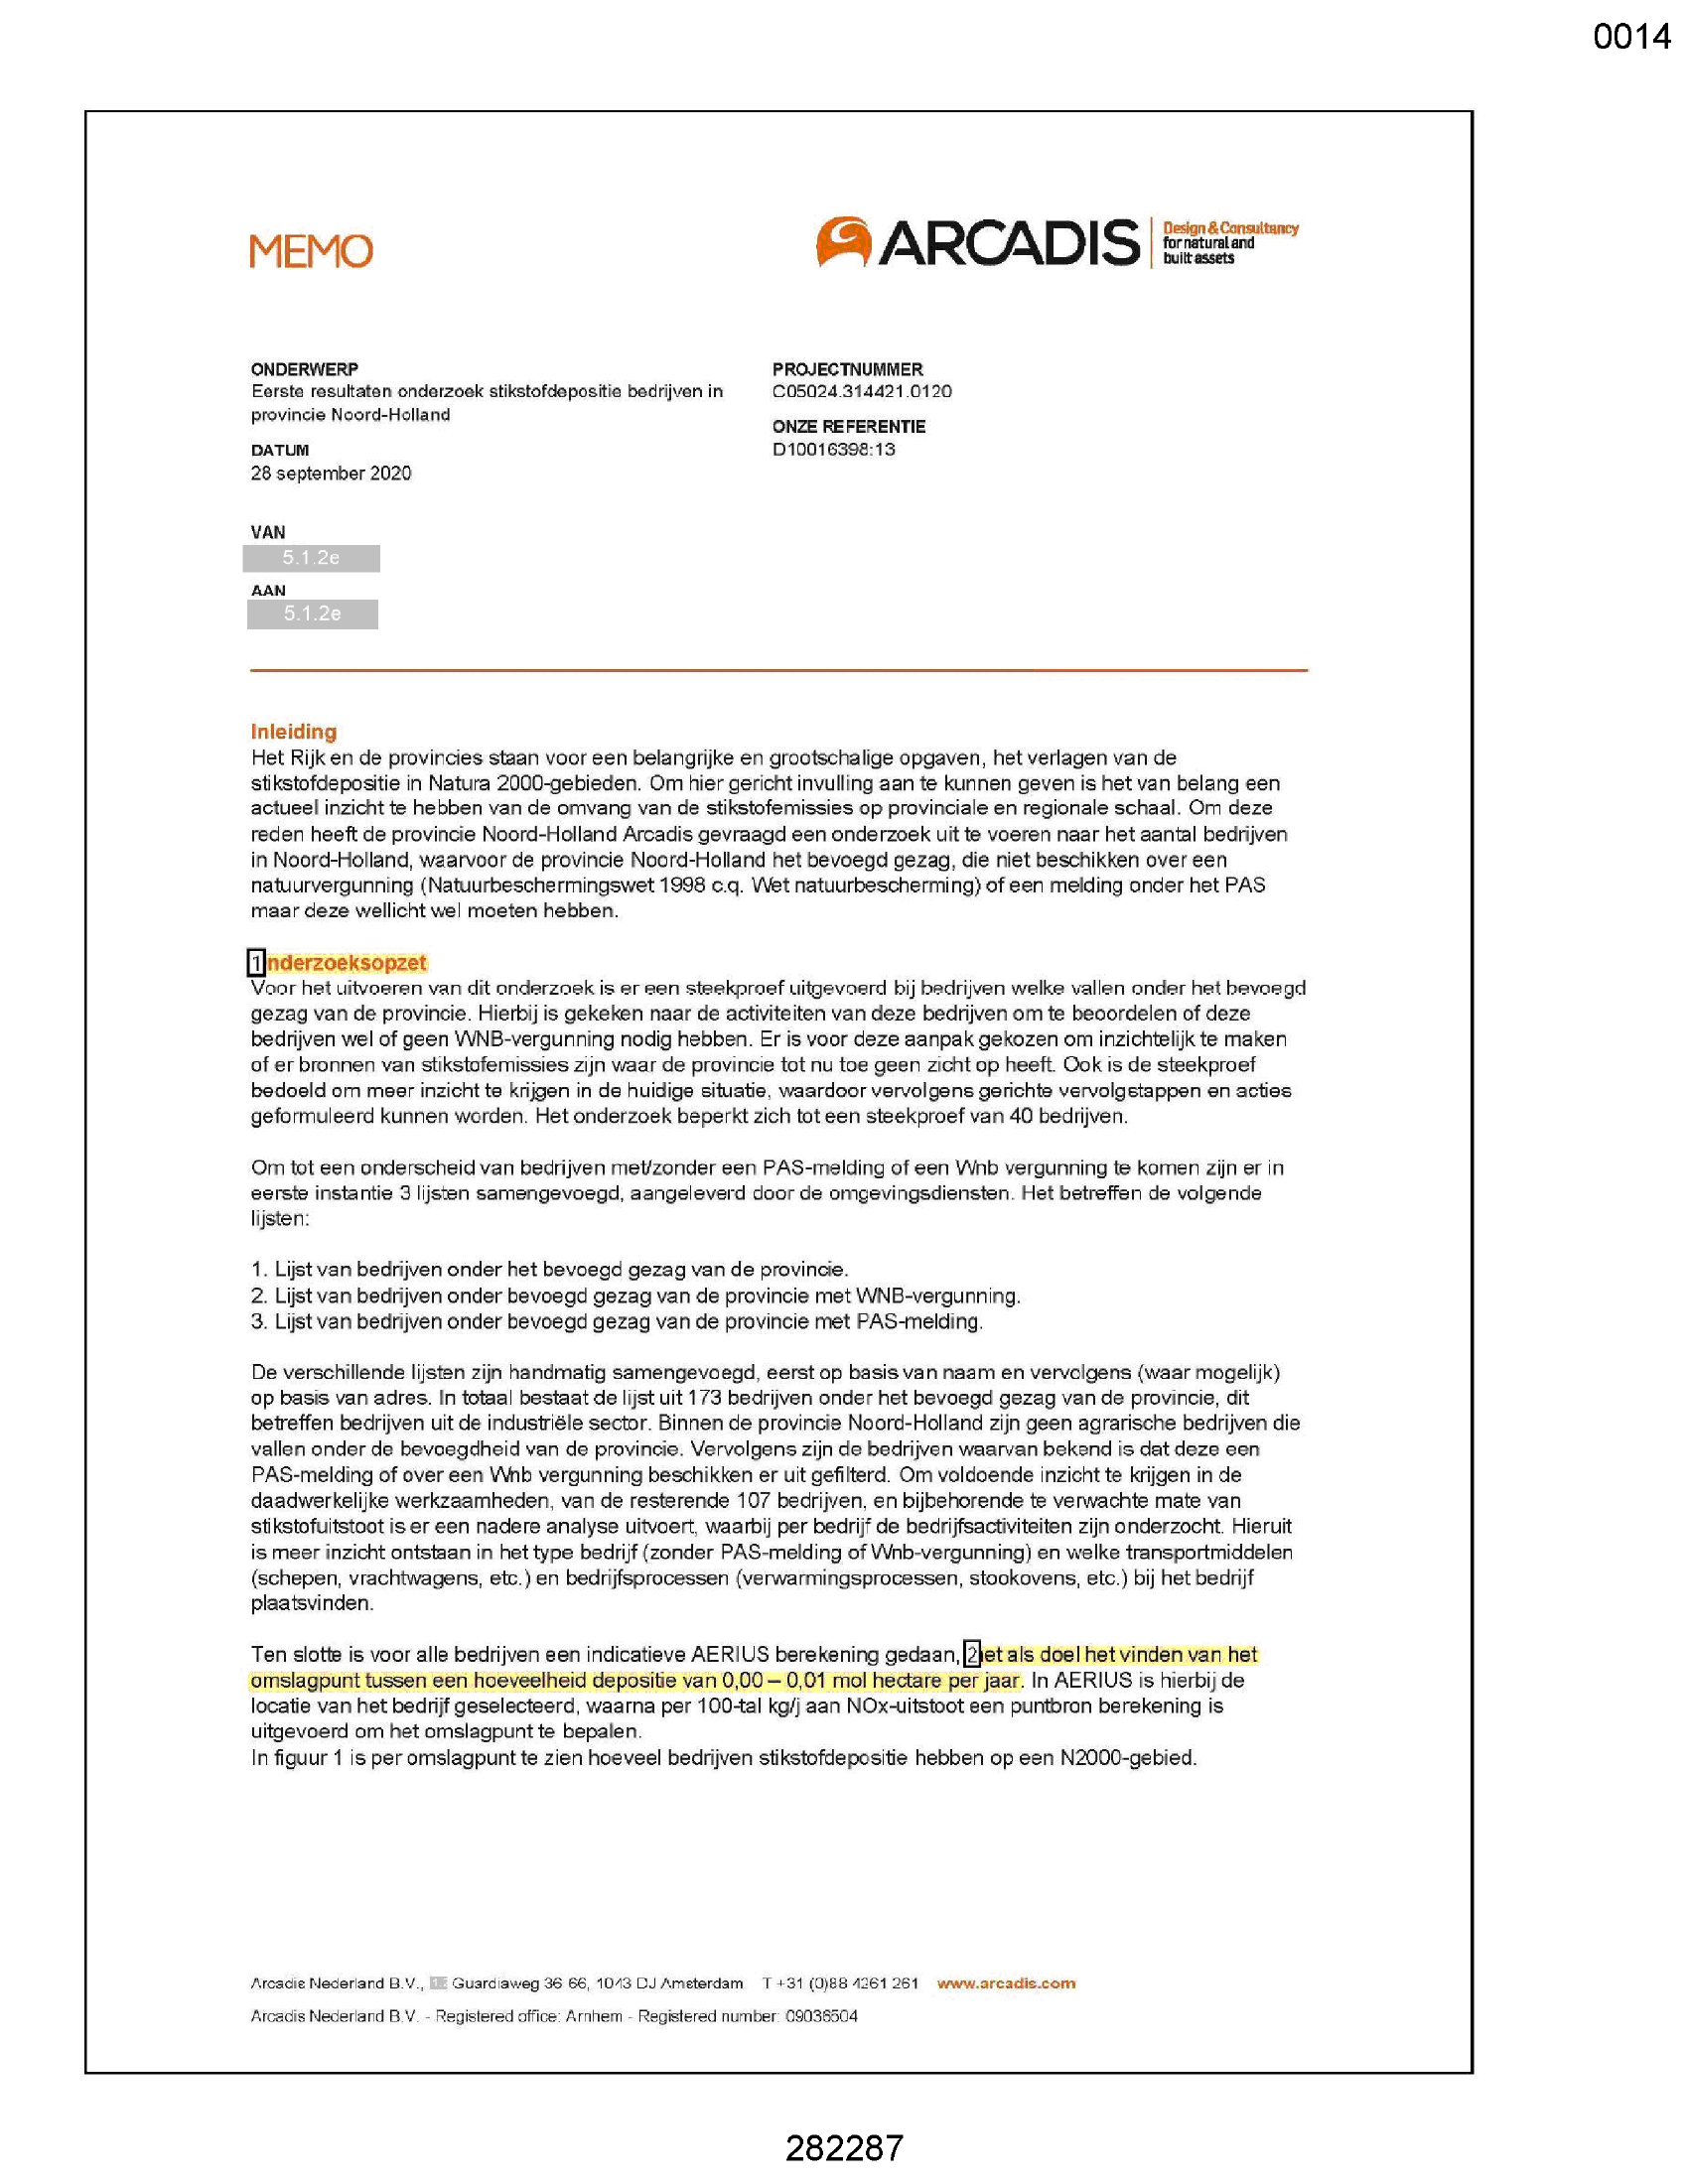 0014
MEMO
ARCADIS
Design & Consultancy
for natural and
built assets
ONDERWERP
Eerste resultaten onderzoek stikstofdepositie bedrijven in
provincie Noord-Holland
DATUM
28 september 2020
PROJECTNUMMER
C05024.314421.0120
ONZE REFERENTIE
D10016398:13
VAN
5.1.2e
AAN
5.1.2e
Inleiding
Het Rijk en de provincies staan voor een belangrijke en grootschalige opgaven, het verlagen van de
stikstofdepositie in Natura 2000-gebieden. Om hier gericht invulling aan te kunnen geven is het van belang een
actueel inzicht te hebben van de omvang van de stikstofemissies op provinciale en regionale schaal. Om deze
reden heeft de provincie Noord-Holland Arcadis gevraagd een onderzoek uit te voeren naar het aantal bedrijven
in Noord-Holland, waarvoor de provincie Noord-Holland het bevoegd gezag, die niet beschikken over een
natuurvergunning (Natuurbeschermingswet 1998 c.q. Wet natuurbescherming) of een melding onder het PAS
maar deze wellicht wel moeten hebben.
1nderzoeksopzet
Voor het uitvoeren van dit onderzoek is er een steekproef uitgevoerd bij bedrijven welke vallen onder het bevoegd
gezag van de provincie. Hierbij is gekeken naar de activiteiten van deze bedrijven om te beoordelen of deze
bedrijven wel of geen WNB-vergunning nodig hebben. Er is voor deze aanpak gekozen om inzichtelijk te maken
of er bronnen van stikstofemissies zijn waar de provincie tot nu toe geen zicht op heeft. Ook is de steekproef
bedoeld om meer inzicht te krijgen in de huidige situatie, waardoor vervolgens gerichte vervolgstappen en acties
geformuleerd kunnen worden. Het onderzoek beperkt zich tot een steekproef van 40 bedrijven.
Om tot een onderscheid van bedrijven met/zonder een PAS-melding of een Wnb vergunning te komen zijn er in
eerste instantie 3 lijsten samengevoegd, aangeleverd door de omgevingsdiensten. Het betreffen de volgende
lijsten:
1. Lijst van bedrijven onder het bevoegd gezag van de provincie.
2. Lijst van bedrijven onder bevoegd gezag van de provincie met WNB-vergunning.
3. Lijst van bedrijven onder bevoegd gezag van de provincie met PAS-melding.
De verschillende lijsten zijn handmatig samengevoegd, eerst op basis van naam en vervolgens (waar mogelijk)
op basis van adres. In totaal bestaat de lijst uit 173 bedrijven onder het bevoegd gezag van de provincie, dit
betreffen bedrijven uit de industriële sector. Binnen de provincie Noord-Holland zijn geen agrarische bedrijven die
vallen onder de bevoegdheid van de provincie. Vervolgens zijn de bedrijven waarvan bekend is dat deze een
PAS-melding of over een Wnb vergunning beschikken er uit gefilterd. Om voldoende inzicht te krijgen in de
daadwerkelijke werkzaamheden, van de resterende 107 bedrijven, en bijbehorende te verwachte mate van
stikstofuitstoot is er een nadere analyse uitvoert, waarbij per bedrijf de bedrijfsactiviteiten zijn onderzocht. Hieruit
is meer inzicht ontstaan in het type bedrijf (zonder PAS-melding of Wnb-vergunning) en welke transportmiddelen
(schepen, vrachtwagens, etc.) en bedrijfsprocessen (verwarmingsprocessen, stookovens, etc.) bij het bedrijf
plaatsvinden.
Ten slotte is voor alle bedrijven een indicatieve AERIUS berekening gedaan, 2et als doel het vinden van het
omslagpunt tussen een hoeveelheid depositie van 0,00 – 0,01 mol hectare per jaar. In AERIUS is hierbij de
locatie van het bedrijf geselecteerd, waarna per 100-tal kg/j aan NOx-uitstoot een puntbron berekening is
uitgevoerd om het omslagpunt te bepalen.
In figuur 1 is per omslagpunt te zien hoeveel bedrijven stikstofdepositie hebben op een N2000-gebied.
Arcadis Nederland B.V., Guardiaweg 36 66, 1043 DJ Amsterdam T +31 (0)88 4261 261 www.arcadis.com
Arcadis Nederland B.V. - Registered office: Arnhem - Registered number: 09036504
282287